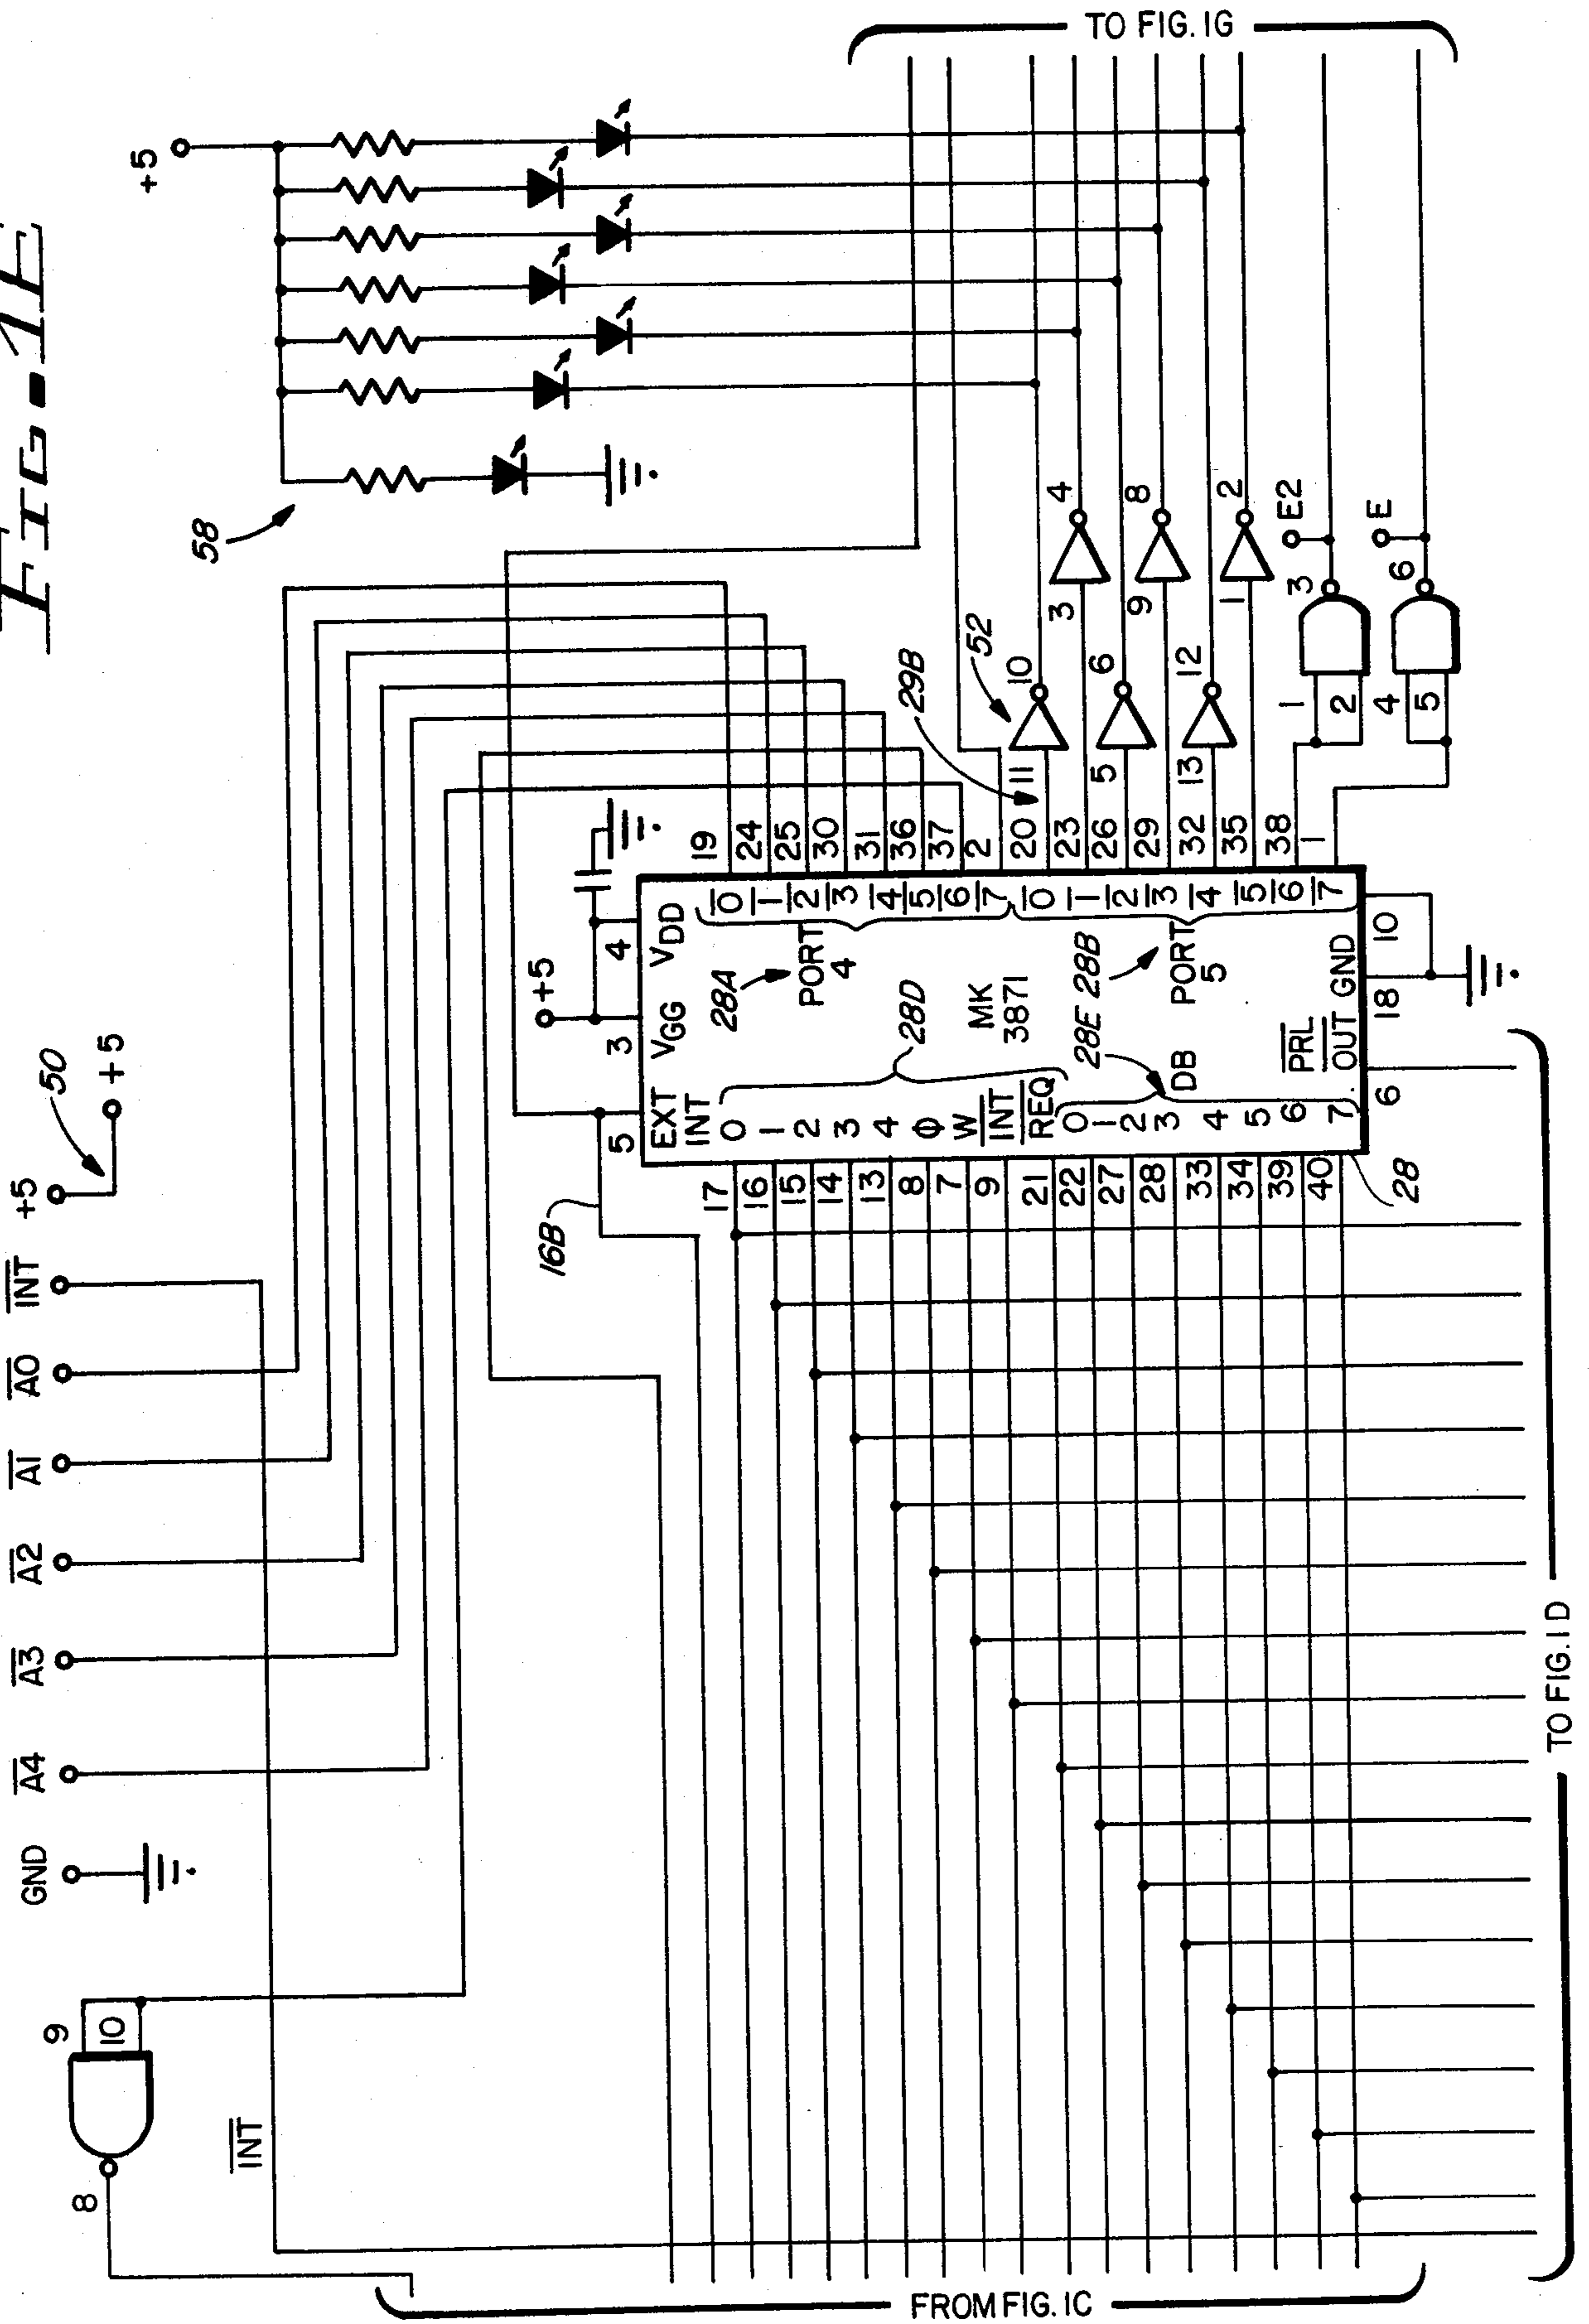 FIG. 1E
+5
58
TO FIG. 1G
50
+5
+5
INT
A0
A1
A2
A3
A4
GND
9
10
8
INT
16B
+5
5
3
4
EXT
INT
VGG
VDD
0
1
2
3
4
Φ
W
INT
REQ
28D
28A
PORT
4
MK
3871
28E
28B
DB
PORT
5
0
1
2
3
4
5
6
7
PRL
OUT
GND
6
18
10
0
1
2
3
4
5
6
7
0
1
2
3
4
5
6
7
17
16
15
14
13
8
7
9
21
22
27
28
33
34
39
40
28
19
24
25
30
31
36
37
2
20
23
26
29
32
35
38
1
29B
52
11
10
3
4
5
6
9
8
13
12
1
2
1
2
3
E2
4
5
6
E
FROM FIG. 1C
TO FIG. 1D